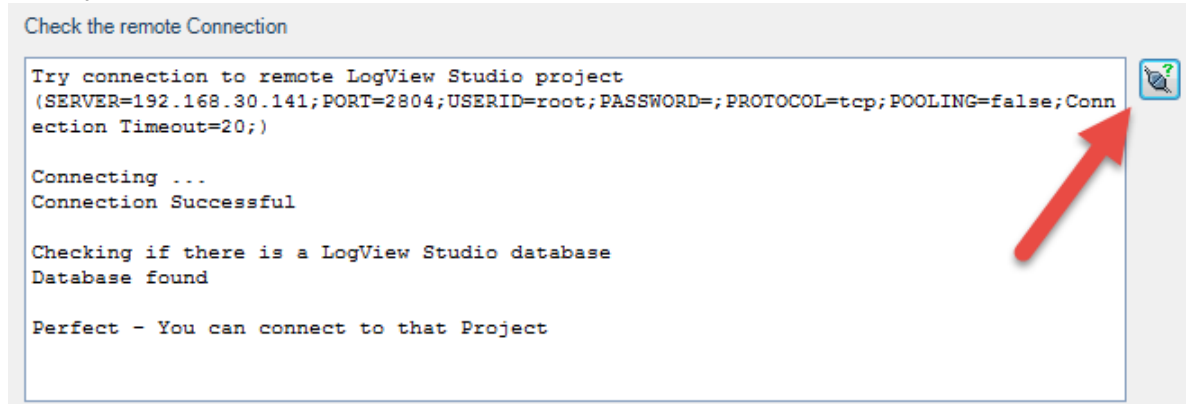 Check the remote Connection
Try connection to remote LogView Studio project
(SERVER=192.168.30.141;PORT=2804;USERID=root;PASSWORD=;PROTOCOL=tcp;POOLING=false;Conn
ection Timeout=20;)
Connecting ...
Connection Successful
Checking if there is a LogView Studio database
Database found
Perfect - You can connect to that Project